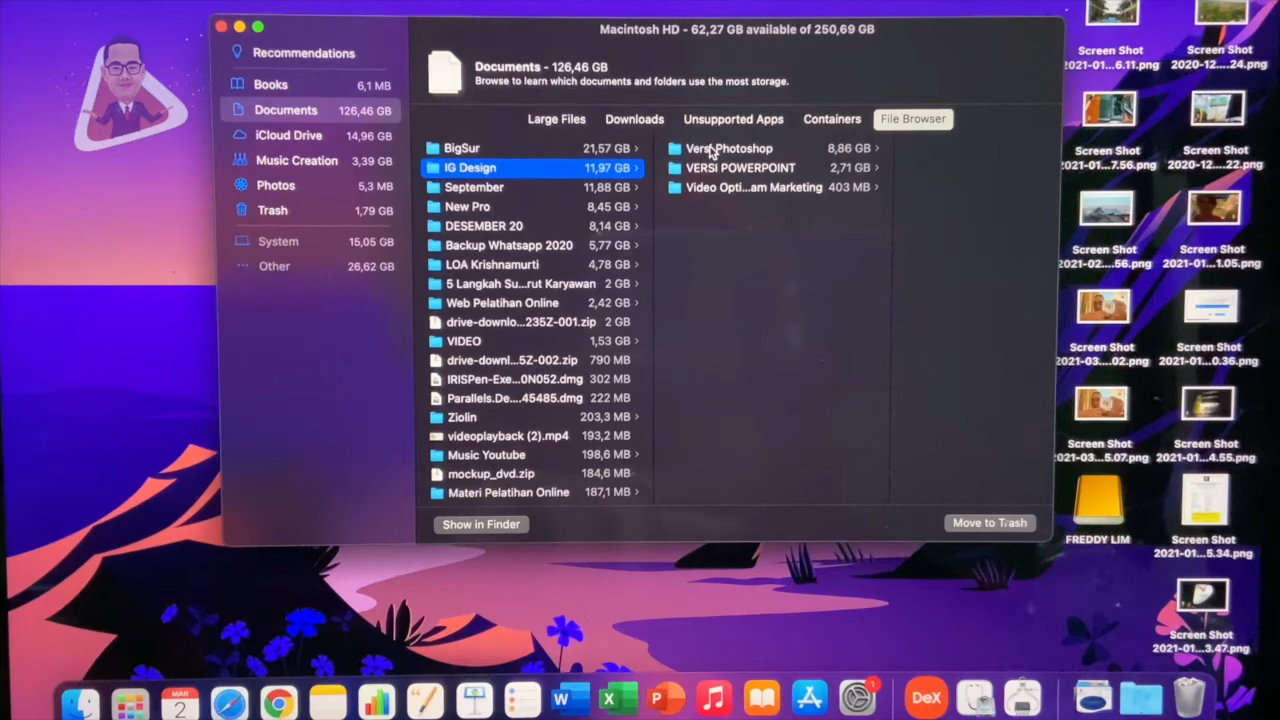 Macintosh HD - 62,27 GB available of 250,69 GB
Recommendations
Books 6,1 MB
Documents 126,46 GB
iCloud Drive 14,96 GB
Music Creation 3,39 GB
Photos 5,3 MB
Trash 1,79 GB
System 15,05 GB
Other 26,62 GB
Documents - 126,46 GB
Browse to learn which documents and folders use the most storage.
Large Files Downloads Unsupported Apps Containers File Browser
BigSur 21,57 GB
IG Design 11,97 GB
September 11,88 GB
New Pro 8,45 GB
DESEMBER 20 8,14 GB
Backup Whatsapp 2020 5,77 GB
LOA Krishnamurti 4,78 GB
5 Langkah Su...rut Karyawan 2 GB
Web Pelatihan Online 2,42 GB
drive-downlo...235Z-001.zip 2 GB
VIDEO 1,53 GB
drive-downl...5Z-002.zip 790 MB
IRISPen-Exe...0N052.dmg 302 MB
Parallels.De...45485.dmg 222 MB
Ziolin 203,3 MB
videoplayback (2).mp4 193,2 MB
Music Youtube 198,6 MB
mockup_dvd.zip 184,6 MB
Materi Pelatihan Online 187,1 MB
Versi Photoshop 8,86 GB
VERSI POWERPOINT 2,71 GB
Video Opti...am Marketing 403 MB
Show in Finder
Move to Trash
Screen Shot
2021-01...6.11.png
Screen Shot
2020-12....24.png
Screen Shot
2021-01...7.56.png
Screen Shot
2020-12....22.png
Screen Shot
2021-02....56.png
Screen Shot
2021-01...1.05.png
Screen Shot
2021-03....02.png
Screen Shot
2021-01...0.36.png
Screen Shot
2021-03...5.07.png
Screen Shot
2021-01...4.55.png
FREDDY LIM
Screen Shot
2021-01...5.34.png
Screen Shot
2021-01...3.47.png
MAR
2
W
X
P
1
DeX